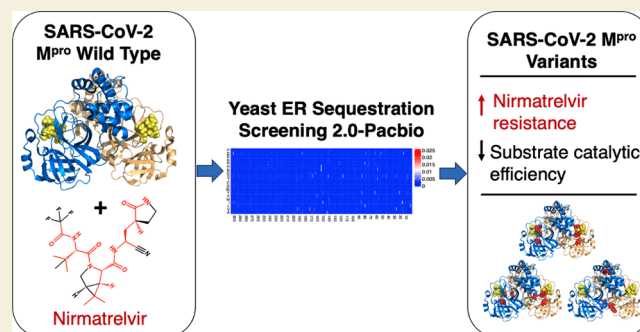 SARS-CoV-2
Mpro Wild Type
+
Nirmatrelvir
Yeast ER Sequestration
Screening 2.0-Pacbio
0.025
0.02
0.015
0.01
0.005
0
SARS-CoV-2 Mpro
Variants
↑ Nirmatrelvir
resistance
↓ Substrate catalytic
efficiency